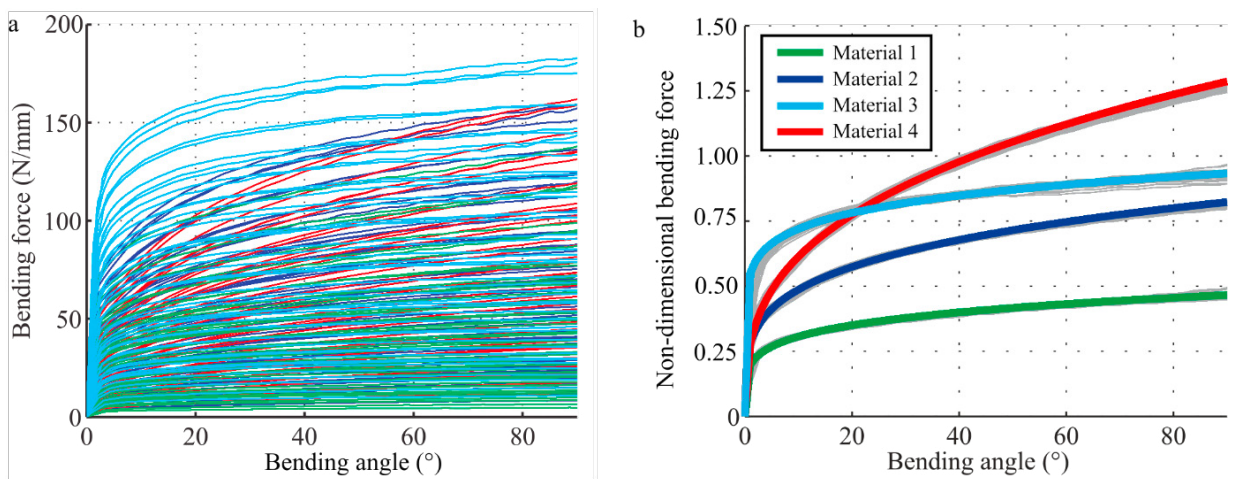 a
Bending force (N/mm)
200
150
100
50
0
0 20 40 60 80
Bending angle (°)
b
Non-dimensional bending force
1.50
1.25
1.00
0.75
0.50
0.25
0
0 20 40 60 80
Bending angle (°)
Material 1
Material 2
Material 3
Material 4